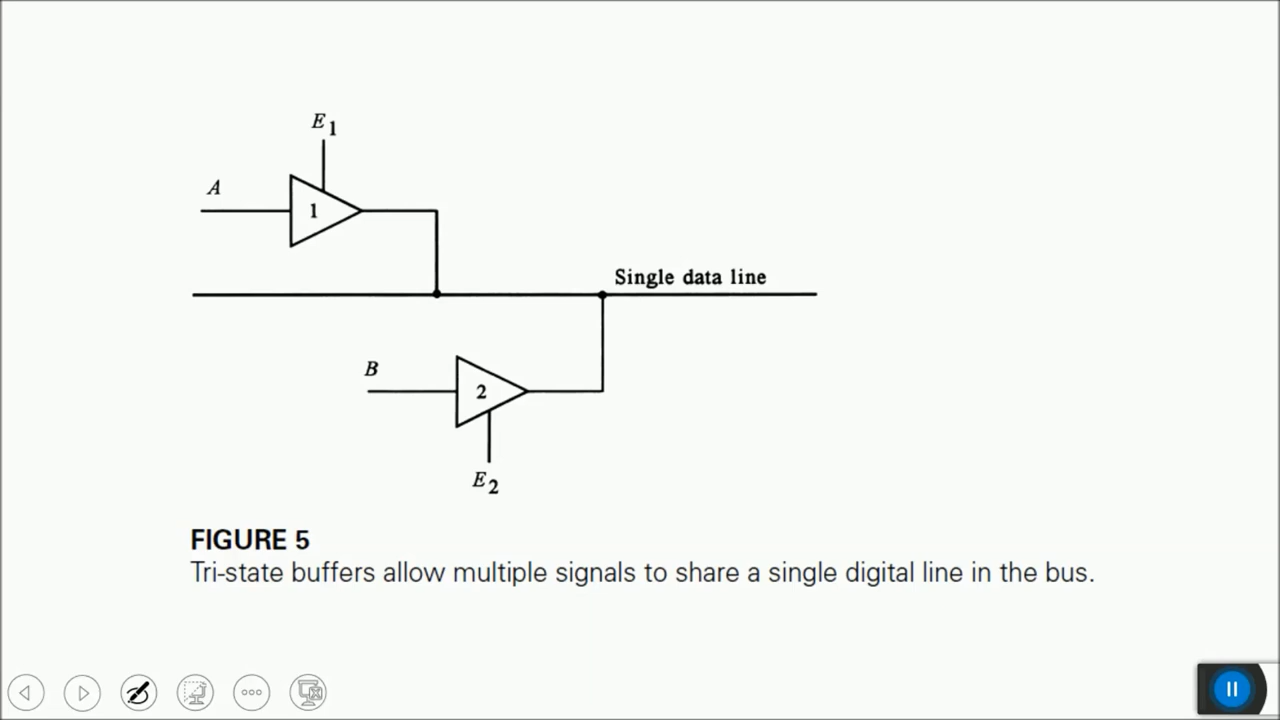 E1
A
1
Single data line
B
2
E2
FIGURE 5
Tri-state buffers allow multiple signals to share a single digital line in the bus.